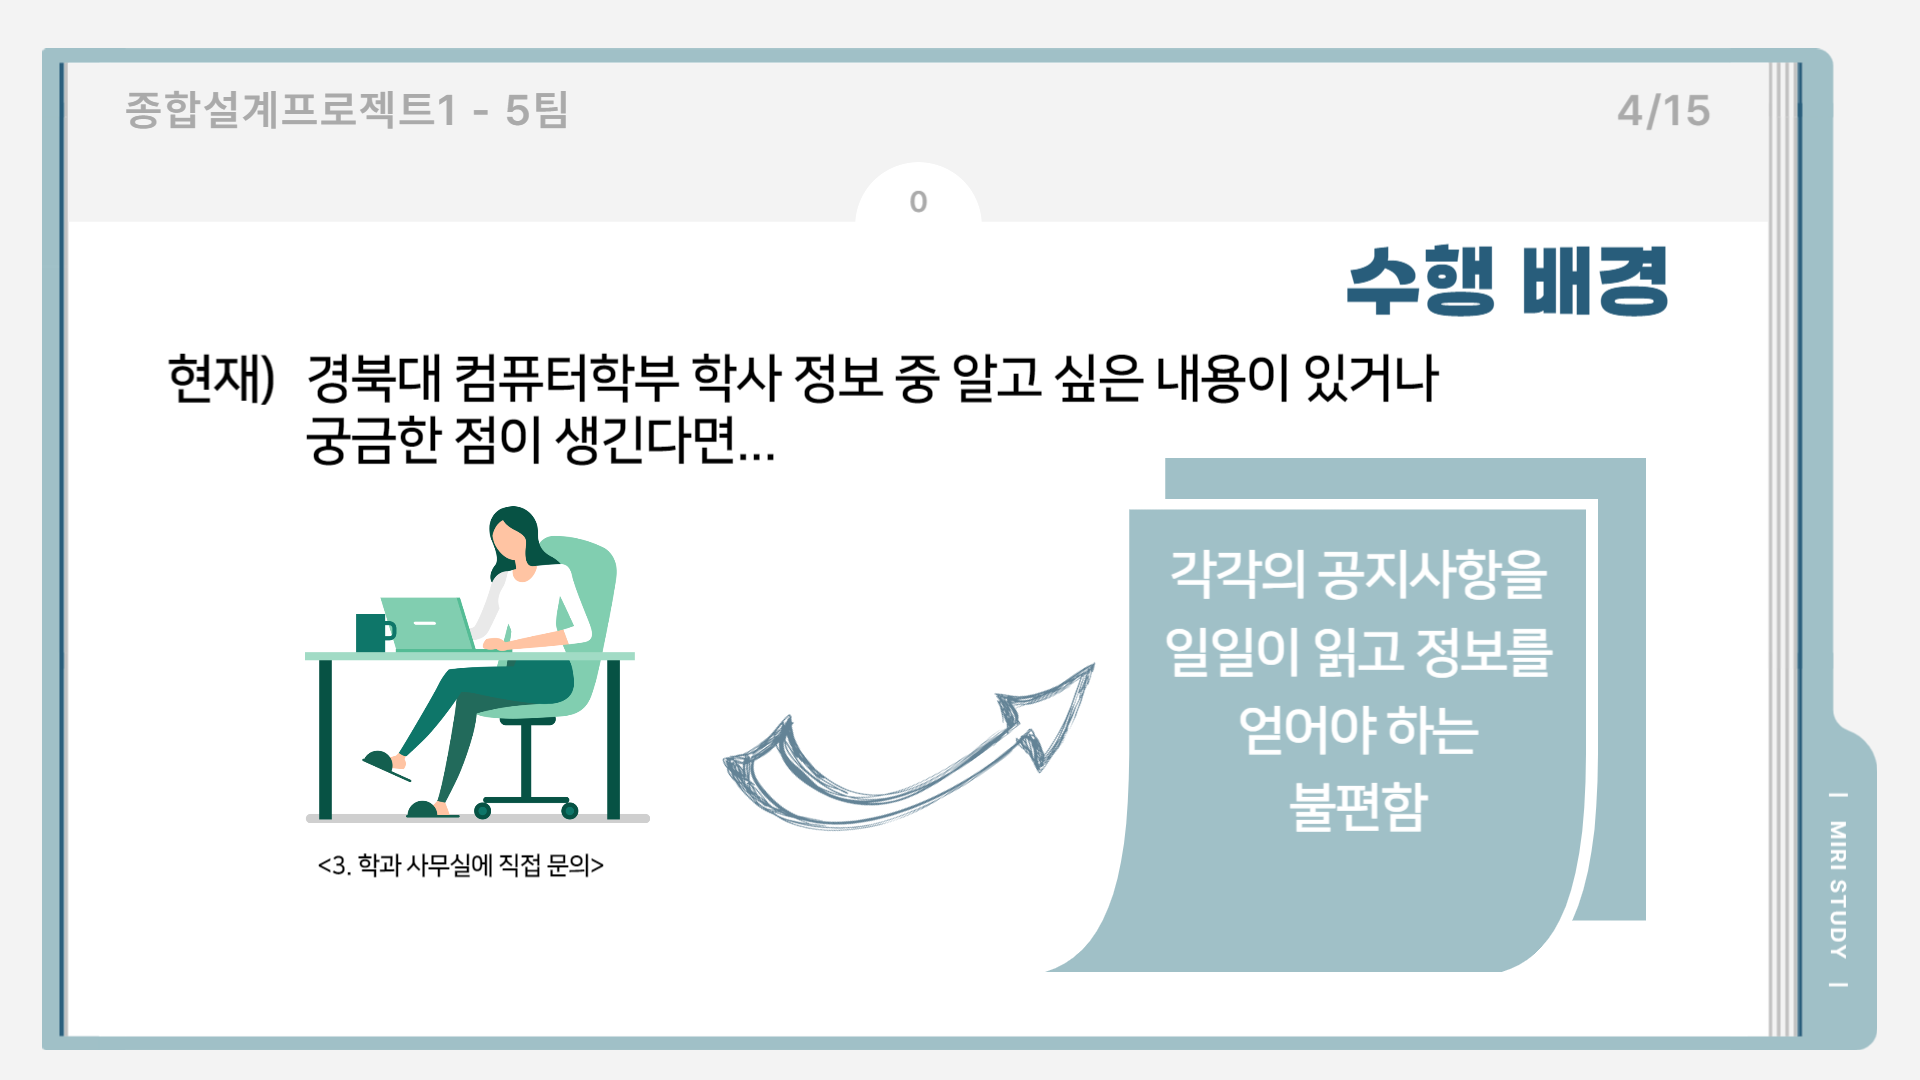 종합설계프로젝트1 - 5팀
4/15
0
수행 배경
현재) 경북대 컴퓨터학부 학사 정보 중 알고 싶은 내용이 있거나
궁금한 점이 생긴다면...
각각의 공지사항을
일일이 읽고 정보를
얻어야 하는
불편함
<3. 학과 사무실에 직접 문의>
| MIRI STUDY |